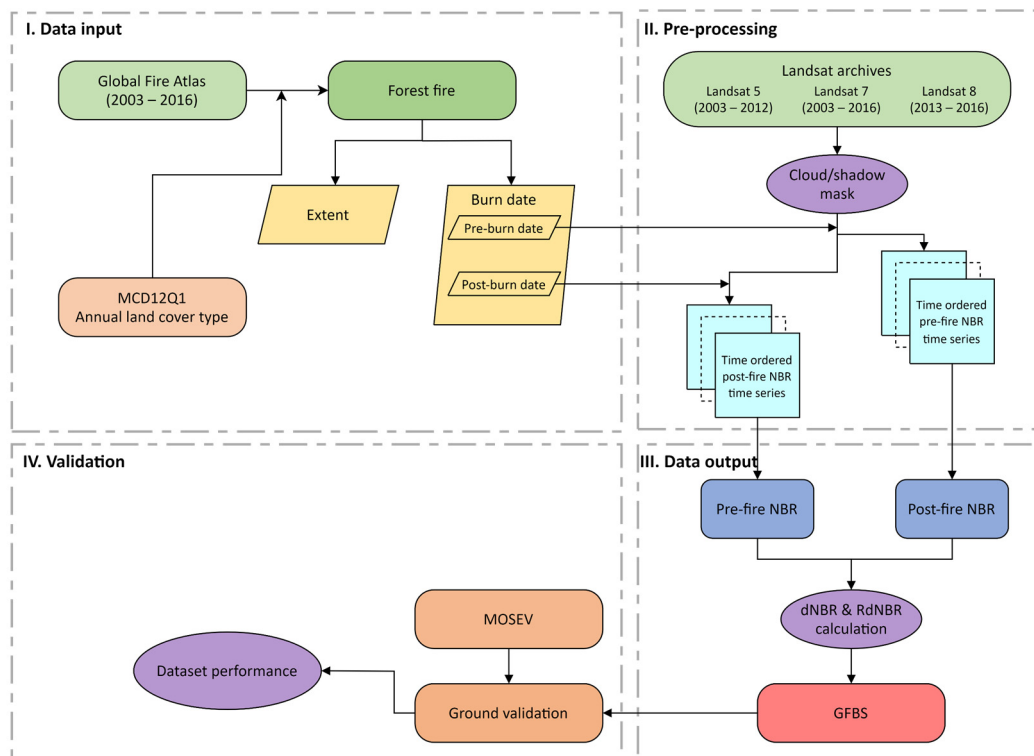 I. Data input
Global Fire Atlas
(2003 – 2016)
Forest fire
Extent
Burn date
Pre-burn date
Post-burn date
MCD12Q1
Annual land cover type
II. Pre-processing
Landsat archives
Landsat 5
(2003 – 2012)
Landsat 7
(2003 – 2016)
Landsat 8
(2013 – 2016)
Cloud/shadow
mask
Time ordered
pre-fire NBR
time series
Time ordered
post-fire NBR
time series
III. Data output
Pre-fire NBR
Post-fire NBR
dNBR & RdNBR
calculation
GFBS
IV. Validation
MOSEV
Ground validation
Dataset performance